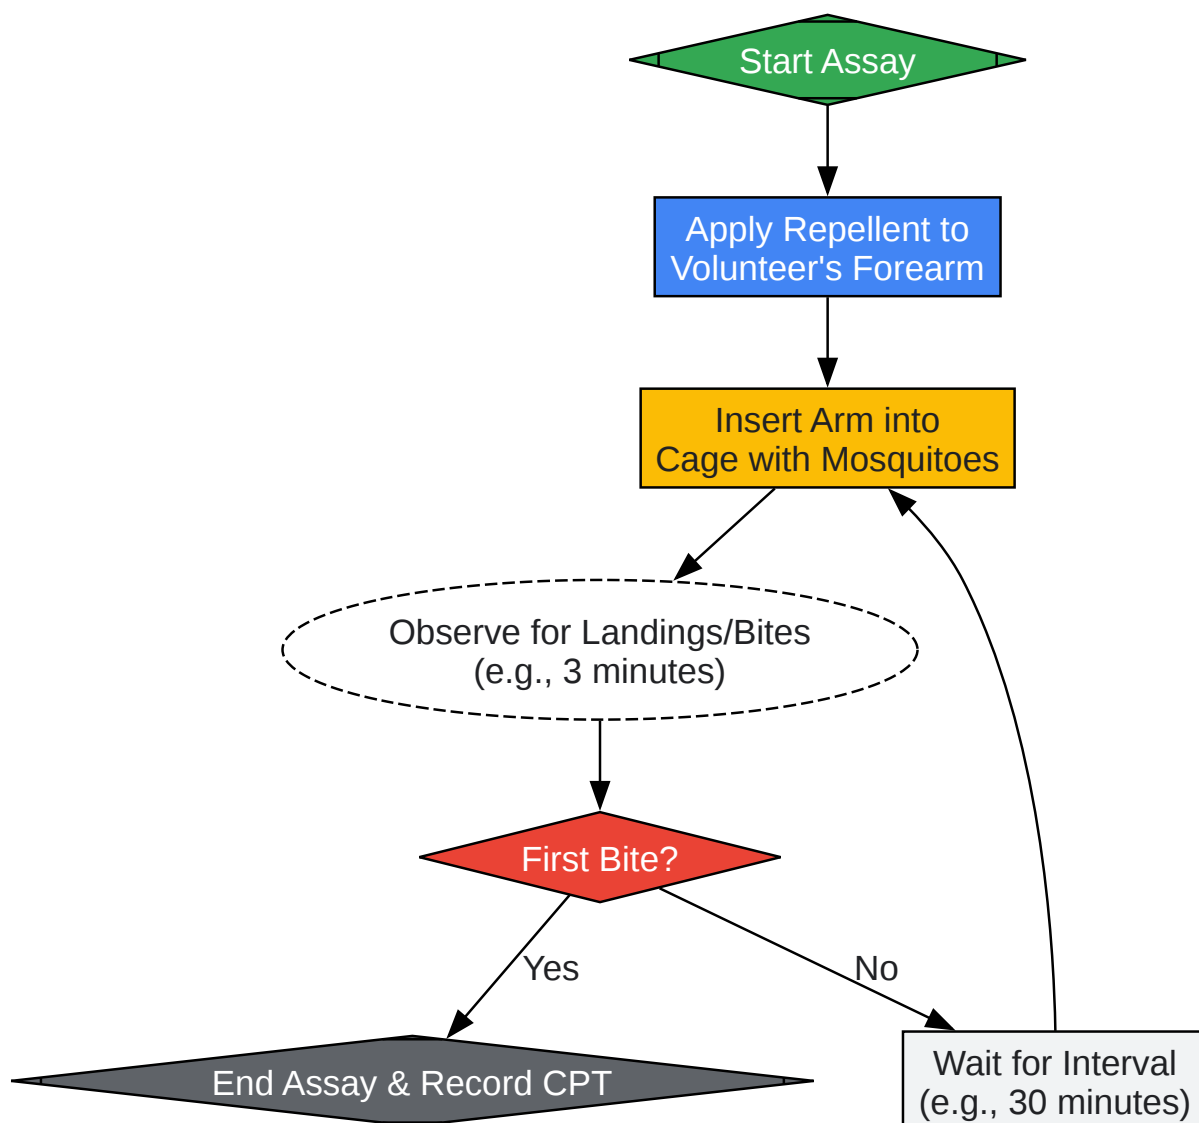 Start Assay
Apply Repellent to
Volunteer's Forearm
Insert Arm into
Cage with Mosquitoes
Observe for Landings/Bites
(e.g., 3 minutes)
First Bite?
Yes
No
End Assay & Record CPT
Wait for Interval
(e.g., 30 minutes)